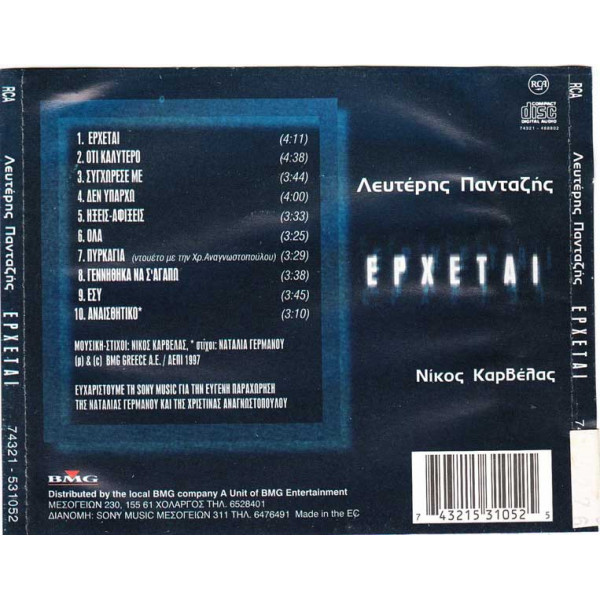 RCA
Λευτέρης Πανταζής
ΕΡΧΕΤΑΙ
74321 - 531052
1. ΕΡΧΕΤΑΙ (4:11)
2. ΟΤΙ ΚΑΛΥΤΕΡΟ (4:38)
3. ΣΥΓΧΩΡΕΣΕ ΜΕ (3:44)
4. ΔΕΝ ΥΠΑΡΧΩ (4:00)
5. ΗΞΕΙΣ-ΑΦΙΞΕΙΣ (3:33)
6. ΟΛΑ (3:25)
7. ΠΥΡΚΑΓΙΑ (ντουέτο με την Χρ.Αναγνωστοπούλου) (3:29)
8. ΓΕΝΝΗΘΗΚΑ ΝΑ Σ'ΑΓΑΠΩ (3:38)
9. ΕΣΥ (3:45)
10. ΑΝΑΙΣΘΗΤΙΚΟ* (3:10)
ΜΟΥΣΙΚΗ-ΣΤΙΧΟΙ: ΝΙΚΟΣ ΚΑΡΒΕΛΑΣ, * στίχοι: ΝΑΤΑΛΙΑ ΓΕΡΜΑΝΟΥ
(p) & (c) BMG GREECE A.E. / ΑΕΠΙ 1997
ΕΥΧΑΡΙΣΤΟΥΜΕ ΤΗ SONY MUSIC ΓΙΑ ΤΗΝ ΕΥΓΕΝΗ ΠΑΡΑΧΩΡΗΣΗ
ΤΗΣ ΝΑΤΑΛΙΑΣ ΓΕΡΜΑΝΟΥ ΚΑΙ ΤΗΣ ΧΡΙΣΤΙΝΑΣ ΑΝΑΓΝΩΣΤΟΠΟΥΛΟΥ
BMG
Distributed by the local BMG company A Unit of BMG Entertainment
ΜΕΣΟΓΕΙΩΝ 230, 155 61 ΧΟΛΑΡΓΟΣ ΤΗΛ. 6528401
ΔΙΑΝΟΜΗ: SONY MUSIC ΜΕΣΟΓΕΙΩΝ 311 ΤΗΛ. 6476491 Made in the EC
RCA
COMPACT
disc
DIGITAL AUDIO
Λευτέρης Πανταζής
ΕΡΧΕΤΑΙ
Νίκος Καρβέλας
7 43215 31052 5
RCA
Λευτέρης Πανταζής
ΕΡΧΕΤΑΙ